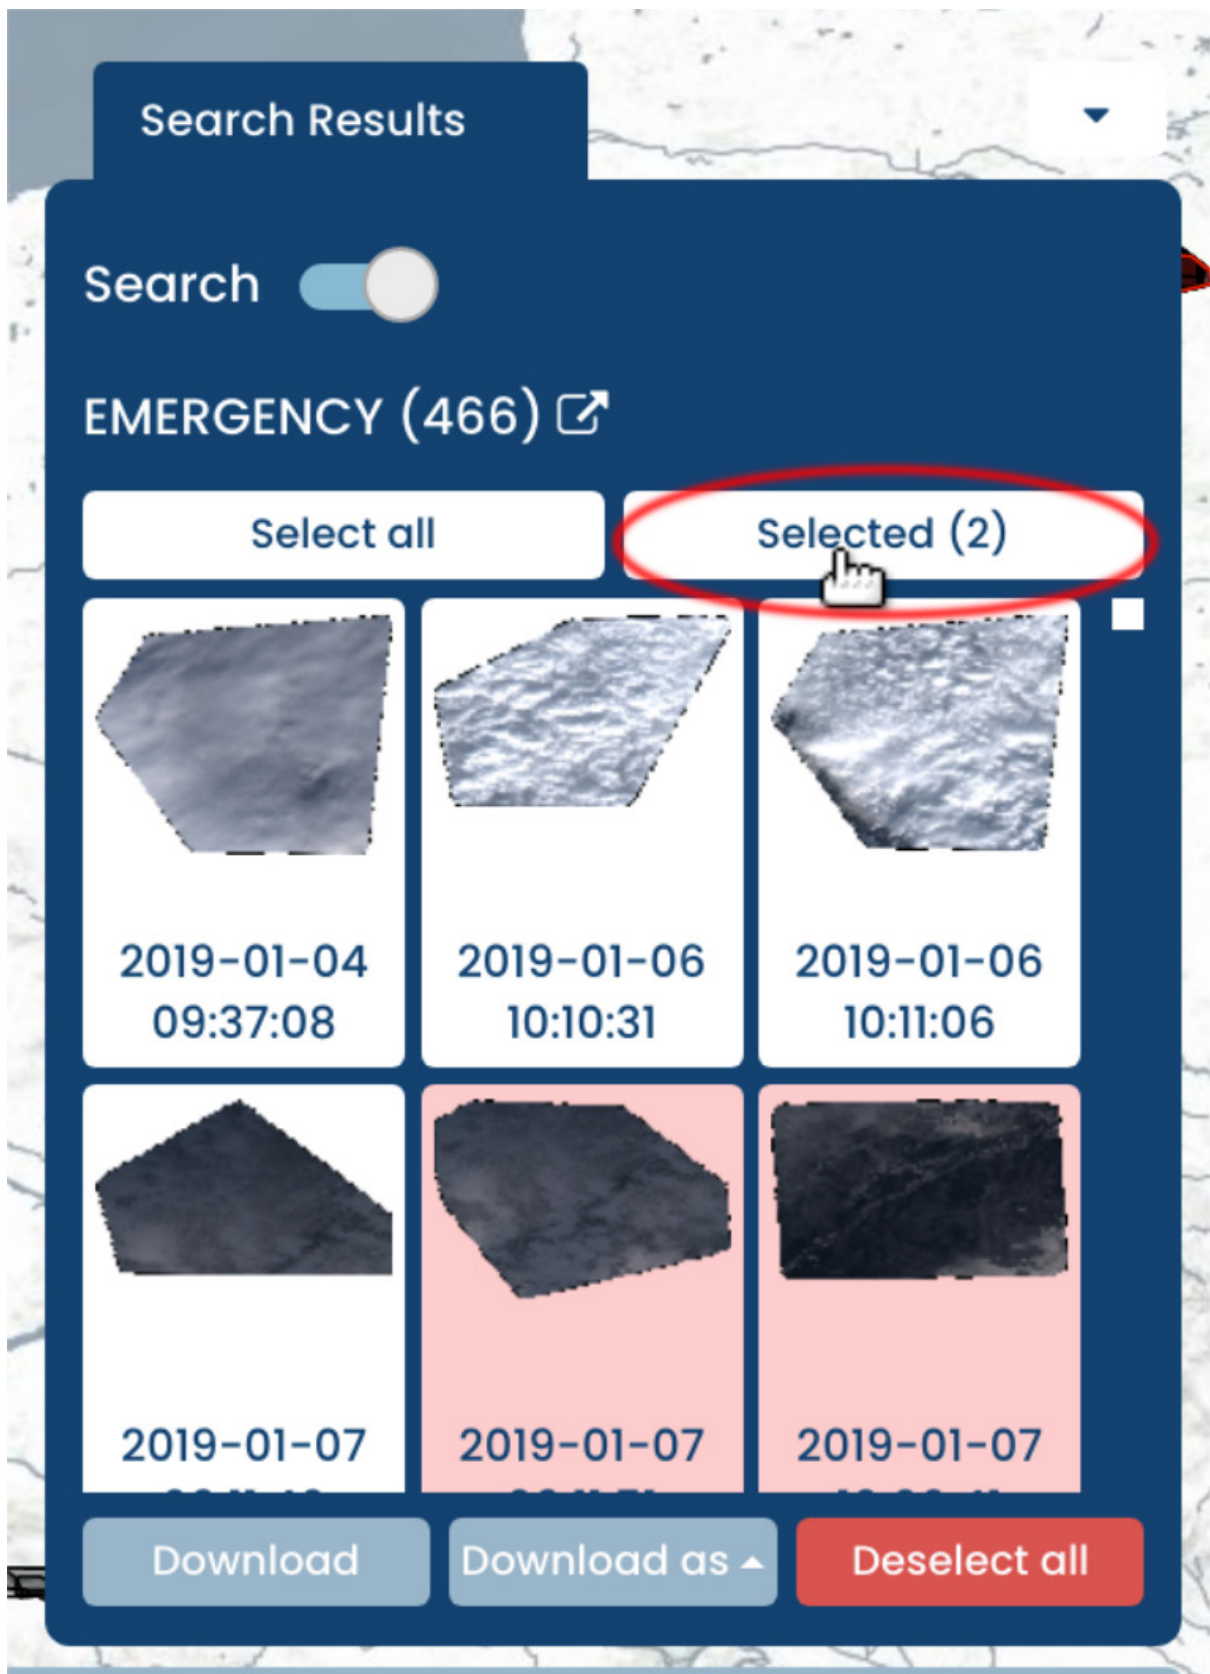 Search Results
Search
EMERGENCY (466)
Select all
Selected (2)
2019-01-04
09:37:08
2019-01-06
10:10:31
2019-01-06
10:11:06
2019-01-07
2019-01-07
2019-01-07
Download
Download as
Deselect all